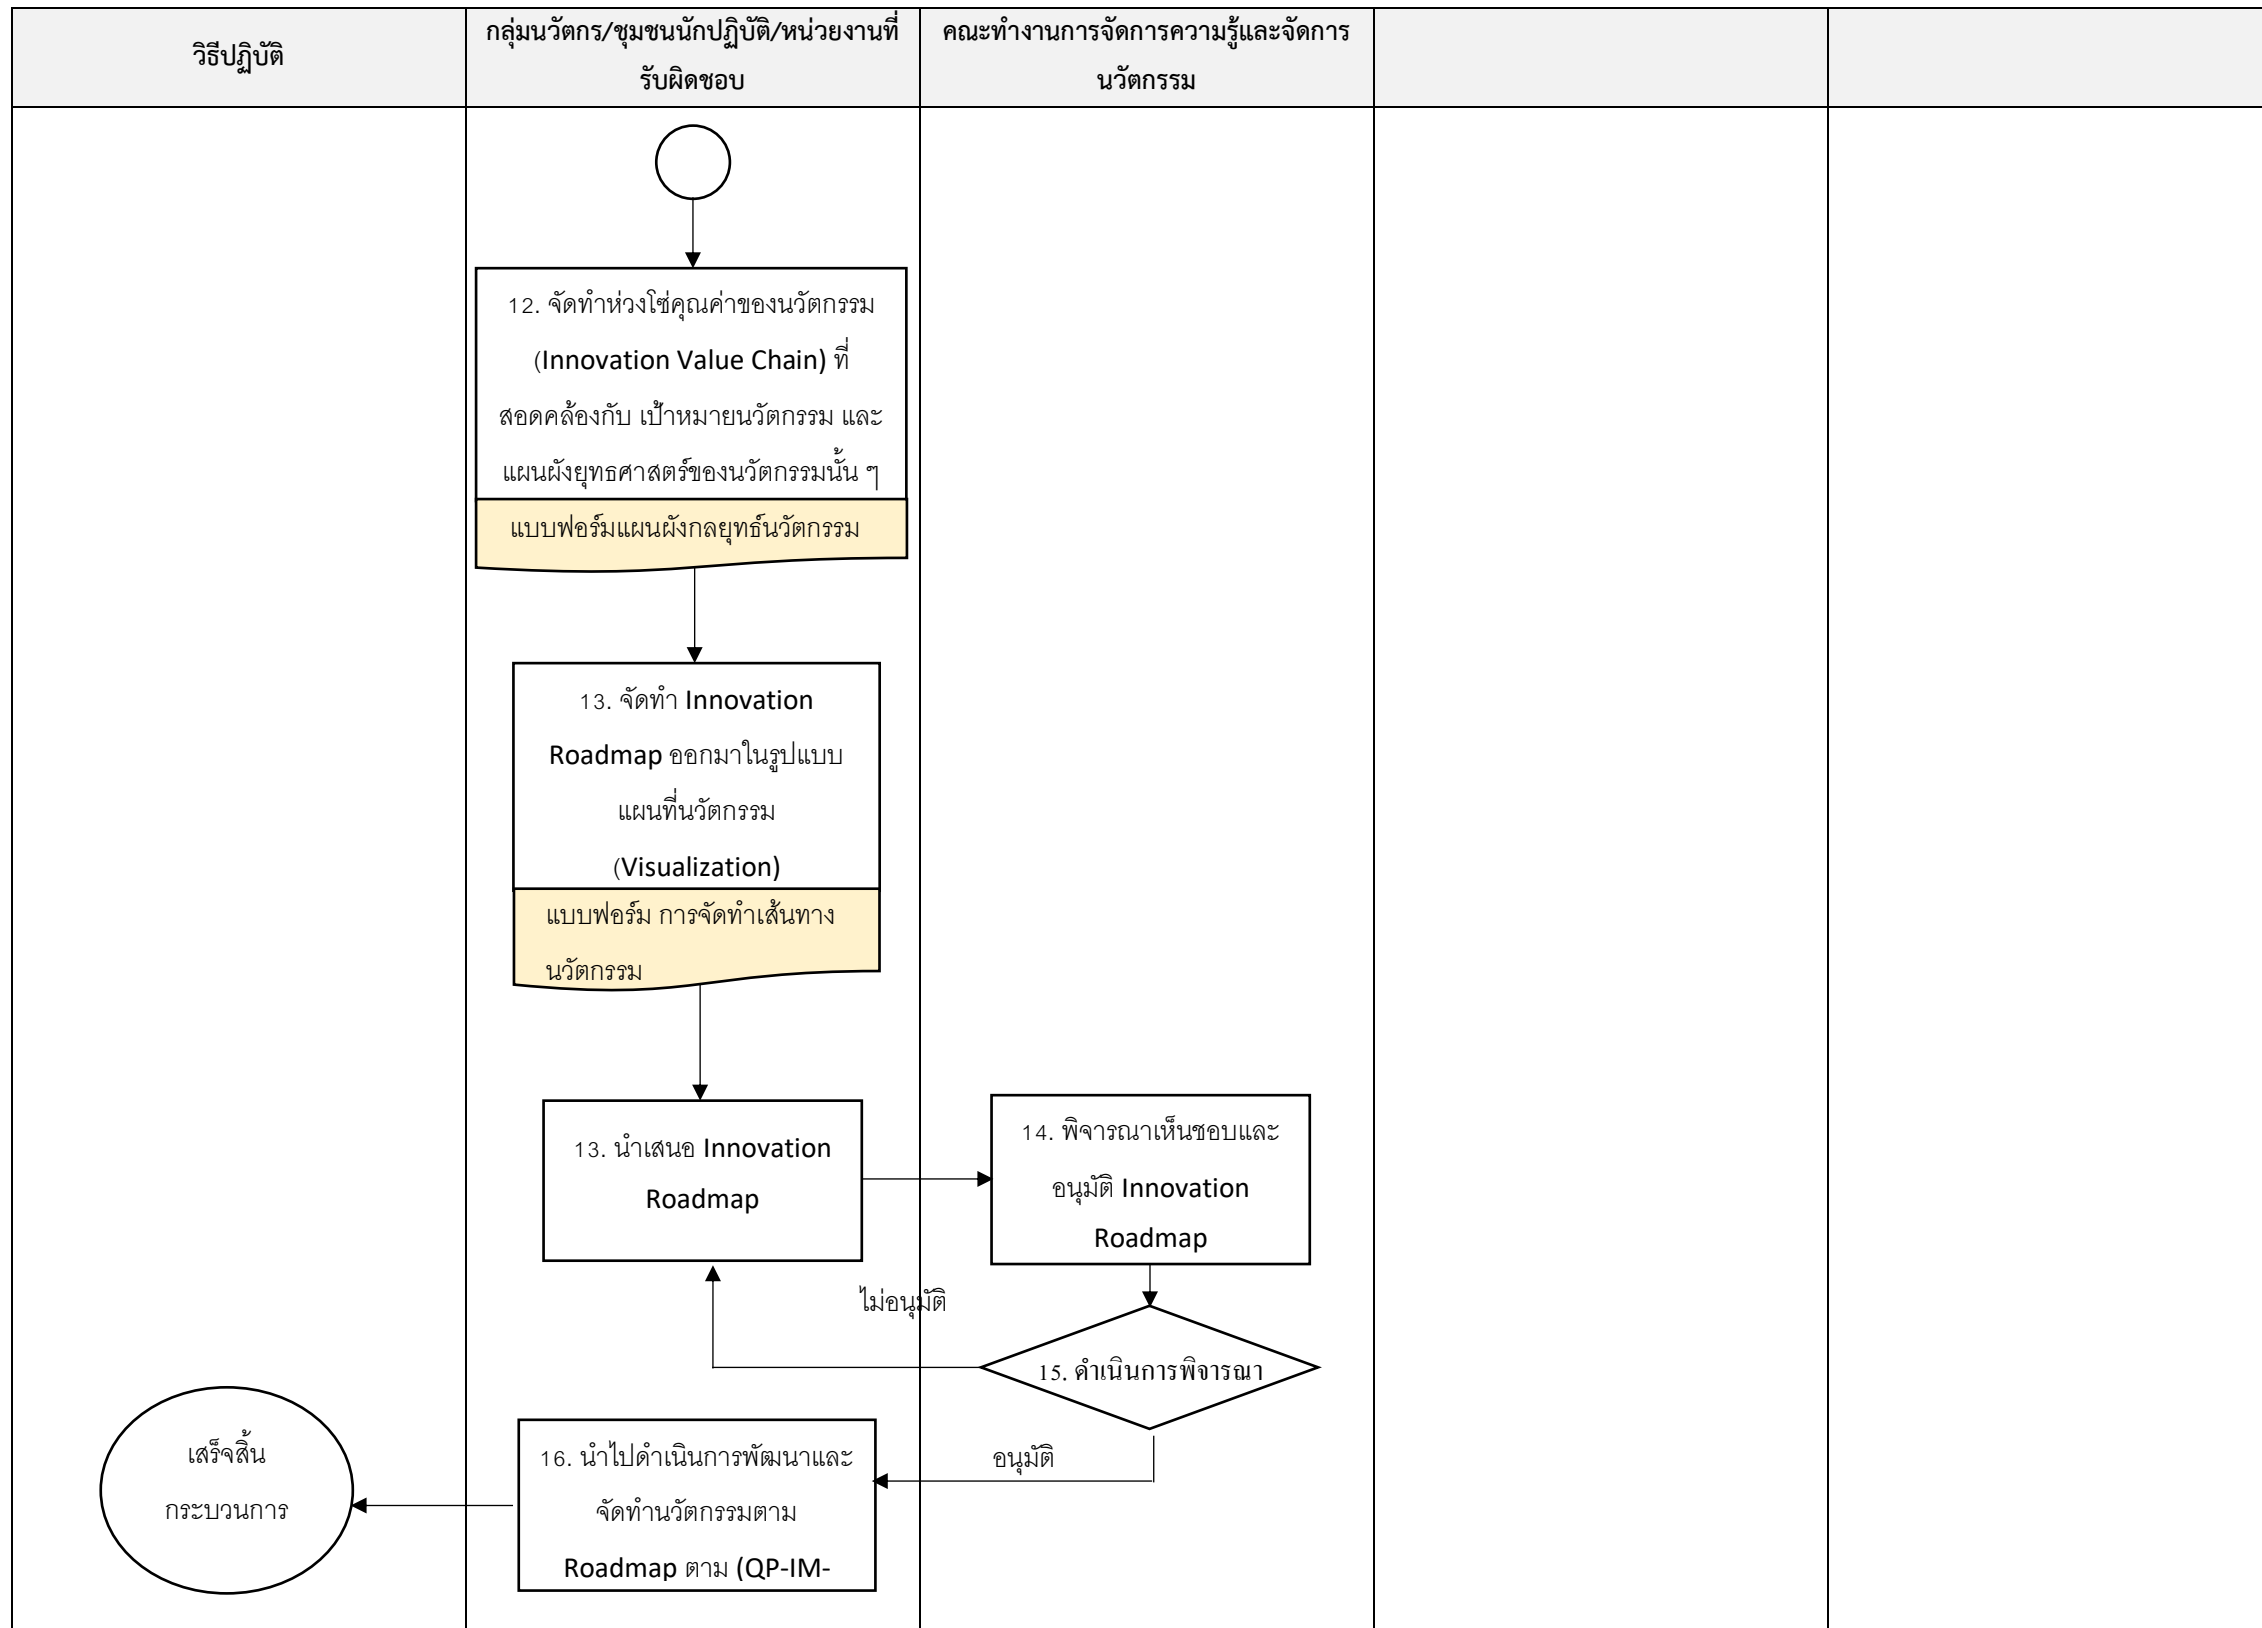 วิธีปฏิบัติ
กลุ่มนวัตกร/ชุมชนนักปฏิบัติ/หน่วยงานที่
รับผิดชอบ
คณะทำงานการจัดการความรู้และจัดการ
นวัตกรรม
12. จัดทำห่วงโซ่คุณค่าของนวัตกรรม
(Innovation Value Chain) ที่
สอดคล้องกับ เป้าหมายนวัตกรรม และ
แผนผังยุทธศาสตร์ของนวัตกรรมนั้น ๆ
แบบฟอร์มแผนผังกลยุทธ์นวัตกรรม
13. จัดทำ Innovation
Roadmap ออกมาในรูปแบบ
แผนที่นวัตกรรม
(Visualization)
แบบฟอร์ม การจัดทำเส้นทาง
นวัตกรรม
13. นำเสนอ Innovation
Roadmap
14. พิจารณาเห็นชอบและ
อนุมัติ Innovation
Roadmap
ไม่อนุมัติ
15. ดำเนินการพิจารณา
อนุมัติ
16. นำไปดำเนินการพัฒนาและ
จัดทำนวัตกรรมตาม
Roadmap ตาม (QP-IM-
เสร็จสิ้น
กระบวนการ